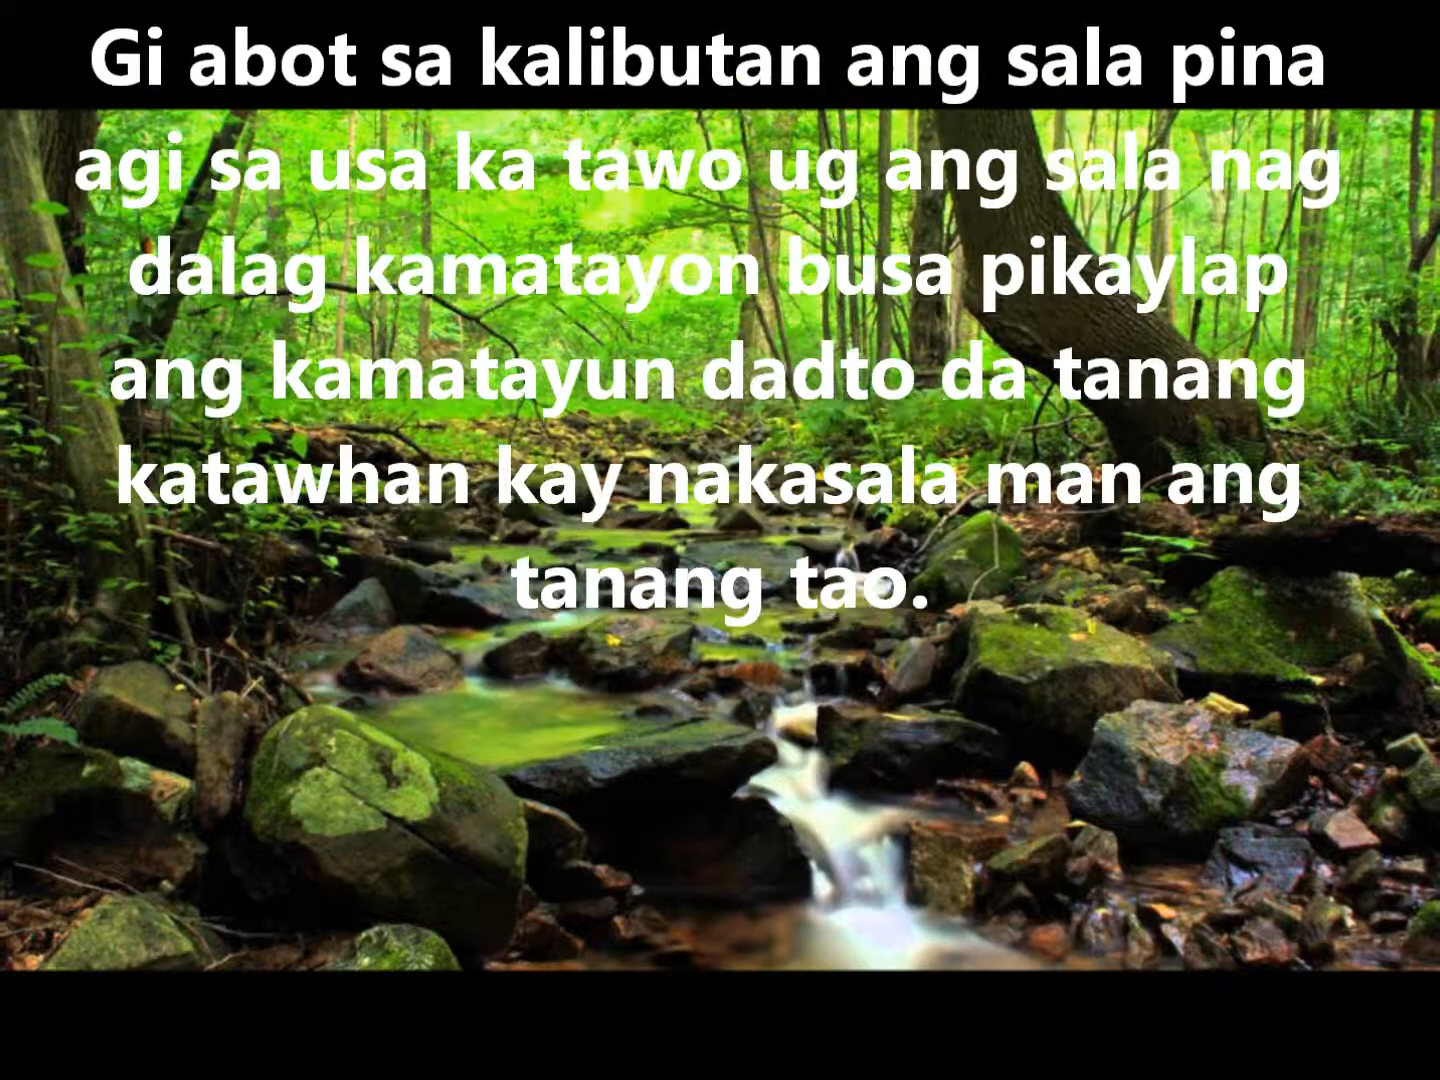 Gi abot sa kalibutan ang sala pina
agi sa usa ka tawo ug ang sala nag
dalag kamatayon busa pikaylap
ang kamatayun dadto da tanang
katawhan kay nakasala man ang
tanang tao.